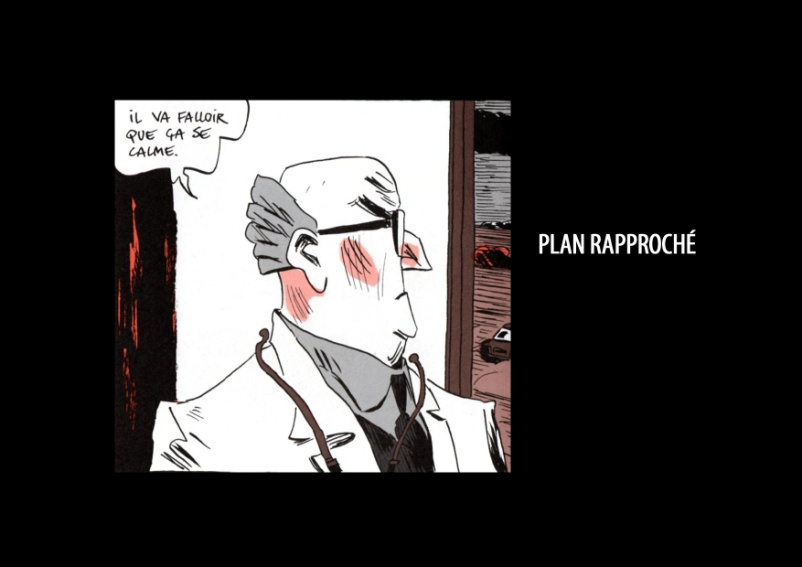 IL VA FALLOIR
QUE ÇA SE
CALME.
PLAN RAPPROCHÉ